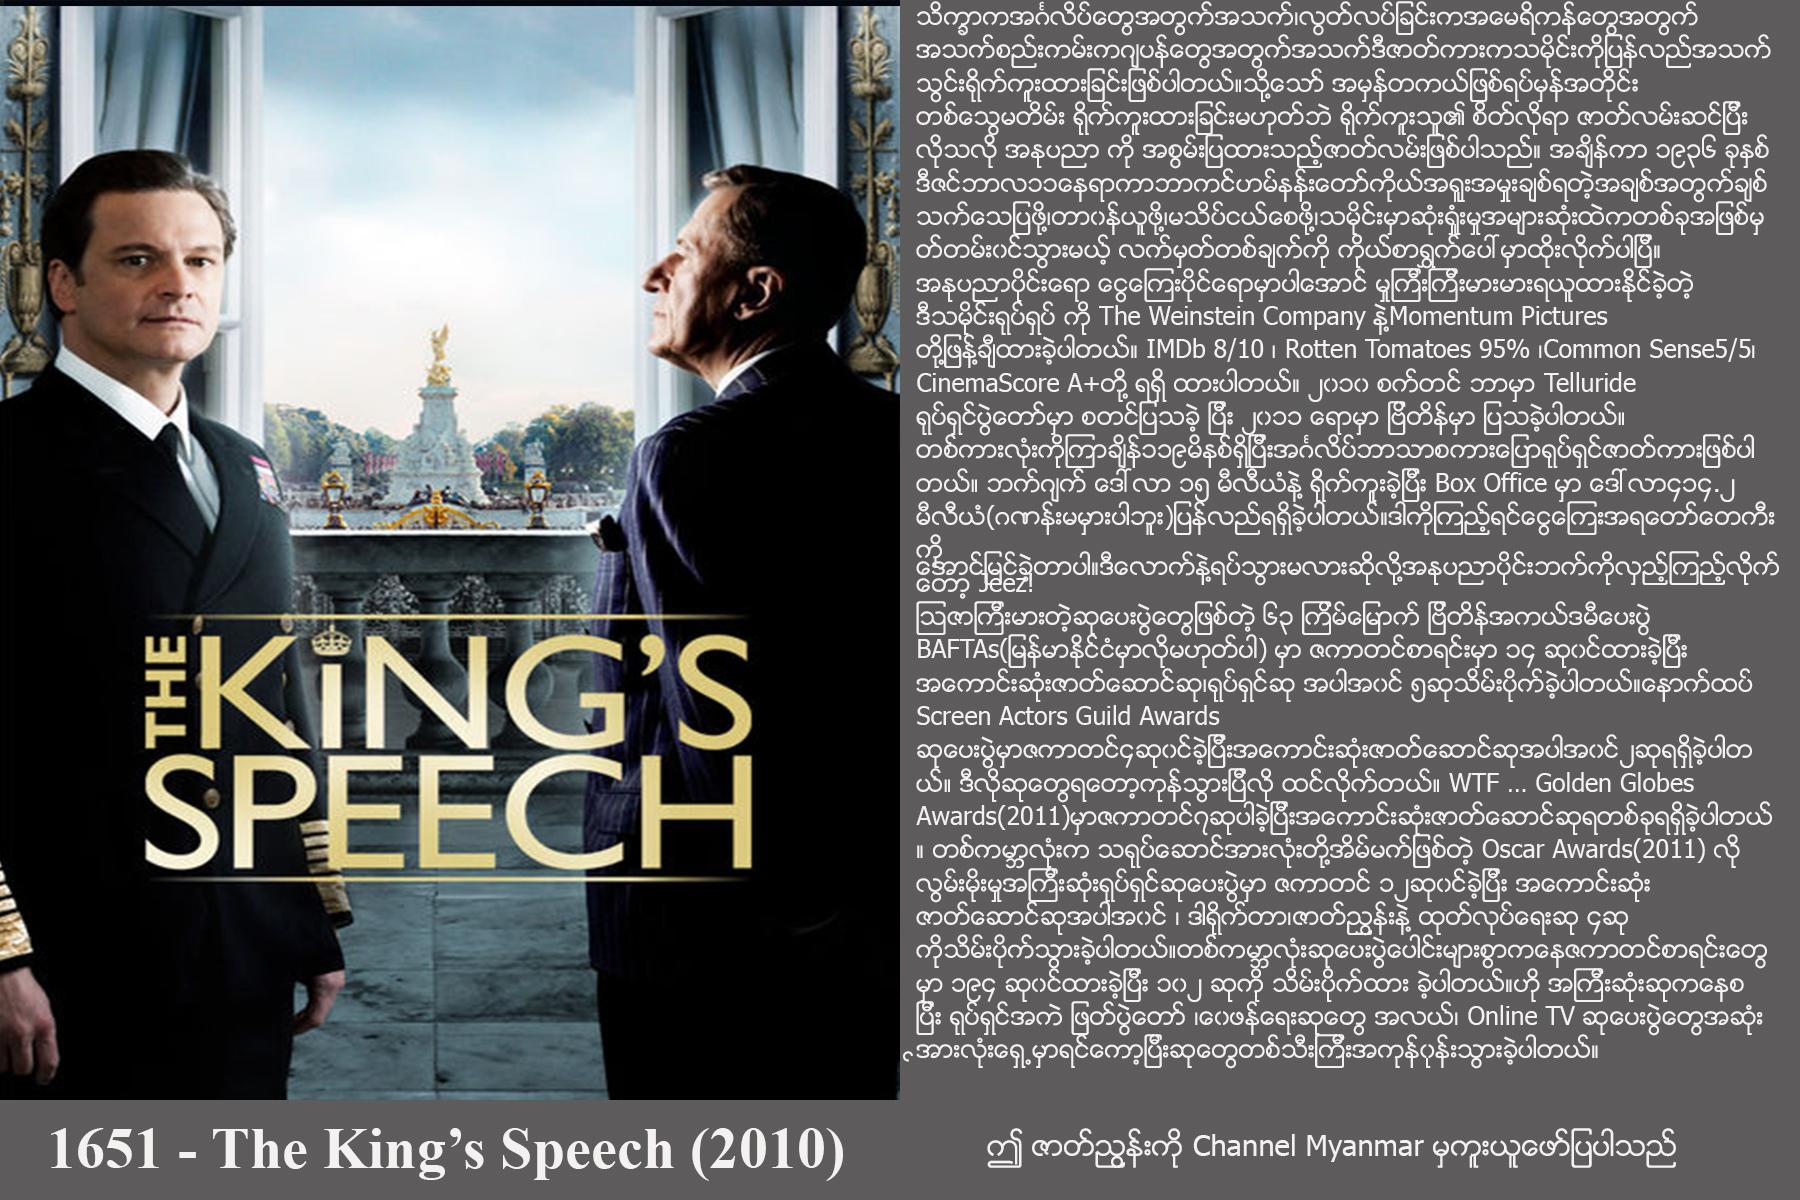 THE
KiNG'S
SPEECH
1651 - The King's Speech (2010)
သိက္ခာကအင်္ဂလိပ်တွေအတွက်အသက်၊လွတ်လပ်ခြင်းကအမေရိကန်တွေအတွက်
အသက်စည်းကမ်းကဂျပန်တွေအတွက်အသက်ဒီဇာတ်ကားကသမိုင်းကိုပြန်လည်အသက်
သွင်းရိုက်ကူးထားခြင်းဖြစ်ပါတယ်။သို့သော် အမှန်တကယ်ဖြစ်ရပ်မှန်အတိုင်း
တစ်သွေမတိမ်း ရိုက်ကူးထားခြင်းမဟုတ်ဘဲ ရိုက်ကူးသူ၏ စိတ်လိုရာ ဇာတ်လမ်းဆင်ပြီး
လိုသလို အနုပညာ ကို အစွမ်းပြထားသည့်ဇာတ်လမ်းဖြစ်ပါသည်။ အချိန်ကာ ၁၉၃၆ ခုနှစ်
ဒီဇင်ဘာလ၁၁နေရာကာဘာကင်ဟမ်နန်းတော်ကိုယ်အရူးအမှုးချစ်ရတဲ့အချစ်အတွက်ချစ်
သက်သေပြဖို့၊တာ၀န်ယူဖို့၊မသိပ်ငယ်စေဖို့၊သမိုင်းမှာဆုံးရှုံးမှုအများဆုံးထဲကတစ်ခုအဖြစ်မှ
တ်တမ်း၀င်သွားမယ့် လက်မှတ်တစ်ချက်ကို ကိုယ်စာရွက်ပေါ်မှာထိုးလိုက်ပါပြီ။
အနုပညာပိုင်းရော ငွေကြေးပိုင်ရောမှာပါအောင် မှုကြီးကြီးမားမားရယူထားနိုင်ခဲ့တဲ့
ဒီသမိုင်းရုပ်ရှပ် ကို The Weinstein Company နဲ့Momentum Pictures
တို့ဖြန့်ချီထားခဲ့ပါတယ်။ IMDb 8/10 ၊ Rotten Tomatoes 95% ၊Common Sense5/5၊
CinemaScore A+တို့ ရရှိ ထားပါတယ်။ ၂၀၁၀ စက်တင် ဘာမှာ Telluride
ရုပ်ရှင်ပွဲတော်မှာ စတင်ပြသခဲ့ ပြီး ၂၀၁၁ ရောမှာ ဗြိတိန်မှာ ပြသခဲ့ပါတယ်။
တစ်ကားလုံးကိုကြာချိန်၁၁၉မိနစ်ရှိပြီးအင်္ဂလိပ်ဘာသာစကားပြောရုပ်ရှင်ဇာတ်ကားဖြစ်ပါ
တယ်။ ဘက်ဂျက် ဒေါ်လာ ၁၅ မီလီယံနဲ့ ရိုက်ကူးခဲ့ပြီး Box Office မှာ ဒေါ်လာ၄၁၄.၂
မီလီယံ(ဂဏန်းမမှားပါဘူး)ပြန်လည်ရရှိခဲ့ပါတယ်။ဒါကိုကြည့်ရင်ငွေကြေးအရတော်တေကီး
ကို
အောင်မြင်ခဲ့တာပါ။ဒီလောက်နဲ့ရပ်သွားမလားဆိုလို့အနုပညာပိုင်းဘက်ကိုလှည့်ကြည့်လိုက်
တော့ Jeez!
ဩဇာကြီးမားတဲ့ဆုပေးပွဲတွေဖြစ်တဲ့ ၆၃ ကြိမ်မြောက် ဗြိတိန်အကယ်ဒမီပေးပွဲ
BAFTAs(မြန်မာနိုင်ငံမှာလိုမဟုတ်ပါ) မှာ ဇကာတင်စာရင်းမှာ ၁၄ ဆု၀င်ထားခဲ့ပြီး
အကောင်းဆုံးဇာတ်ဆောင်ဆု၊ရုပ်ရှင်ဆု အပါအ၀င် ၅ဆုသိမ်းပိုက်ခဲ့ပါတယ်။နောက်ထပ်
Screen Actors Guild Awards
ဆုပေးပွဲမှာဇကာတင်၄ဆု၀င်ခဲ့ပြီးအကောင်းဆုံးဇာတ်ဆောင်ဆုအပါအ၀င်၂ဆုရရှိခဲ့ပါတ
ယ်။ ဒီလိုဆုတွေရတော့ကုန်သွားပြီလို ထင်လိုက်တယ်။ WTF ... Golden Globes
Awards(2011)မှာဇကာတင်၇ဆုပါခဲ့ပြီးအကောင်းဆုံးဇာတ်ဆောင်ဆုရတစ်ခုရရှိခဲ့ပါတယ်
။ တစ်ကမ္ဘာလုံးက သရုပ်ဆောင်အားလုံးတို့အိမ်မက်ဖြစ်တဲ့ Oscar Awards(2011) လို
လွမ်းမိုးမှုအကြီးဆုံးရုပ်ရှင်ဆုပေးပွဲမှာ ဇကာတင် ၁၂ဆု၀င်ခဲ့ပြီး အကောင်းဆုံး
ဇာတ်ဆောင်ဆုအပါအ၀င် ၊ ဒါရိုက်တာ၊ဇာတ်ညွှန်းနဲ့ ထုတ်လုပ်ရေးဆု ၄ဆု
ကိုသိမ်းပိုက်သွားခဲ့ပါတယ်။တစ်ကမ္ဘာလုံးဆုပေးပွဲပေါင်းများစွာကနေဇကာတင်စာရင်းတွေ
မှာ ၁၉၄ ဆု၀င်ထားခဲ့ပြီး ၁၀၂ ဆုကို သိမ်းပိုက်ထား ခဲ့ပါတယ်။ဟို အကြီးဆုံးဆုကနေစ
ပြီး ရုပ်ရှင်အကဲ ဖြတ်ပွဲတော် ၊ဝေဖန်ရေးဆုတွေ အလယ်၊ Online TV ဆုပေးပွဲတွေအဆုံး
အားလုံးရှေ့မှာရင်ကော့ပြီးဆုတွေတစ်သီးကြီးအကုန်၇ုန်းသွားခဲ့ပါတယ်။
ဤ ဇာတ်ညွှန်းကို Channel Myanmar မှကူးယူဖော်ပြပါသည်